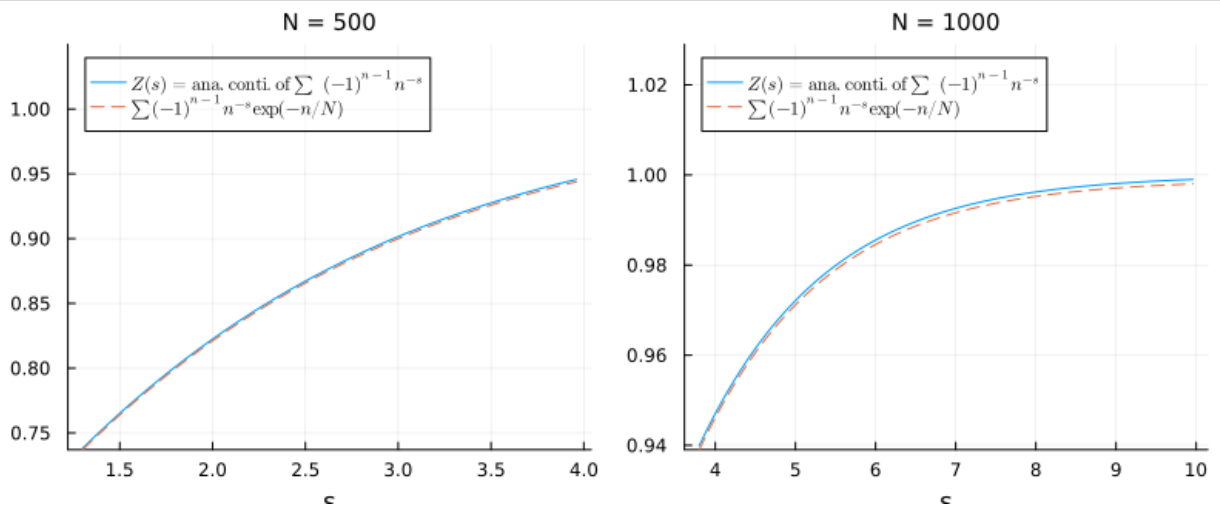 N = 500
Z(s) = ana. conti. of ∑ (−1)^{n−1} n^{−s}
∑(−1)^{n−1} n^{−s} exp(−n/N)
1.00
0.95
0.90
0.85
0.80
0.75
1.5 2.0 2.5 3.0 3.5 4.0
N = 1000
Z(s) = ana. conti. of ∑ (−1)^{n−1} n^{−s}
∑(−1)^{n−1} n^{−s} exp(−n/N)
1.02
1.00
0.98
0.96
0.94
4 5 6 7 8 9 10